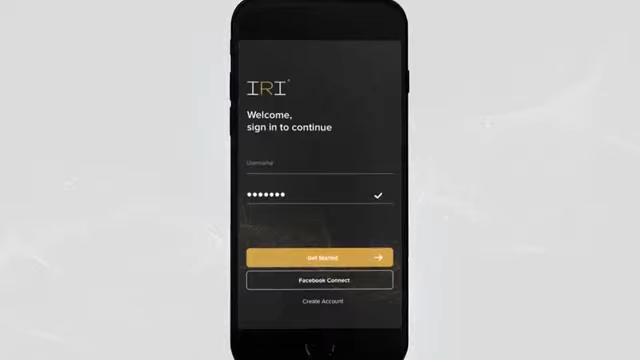 IRI
Welcome,
sign in to continue
Username
•••••••
Get Started
Facebook Connect
Create Account